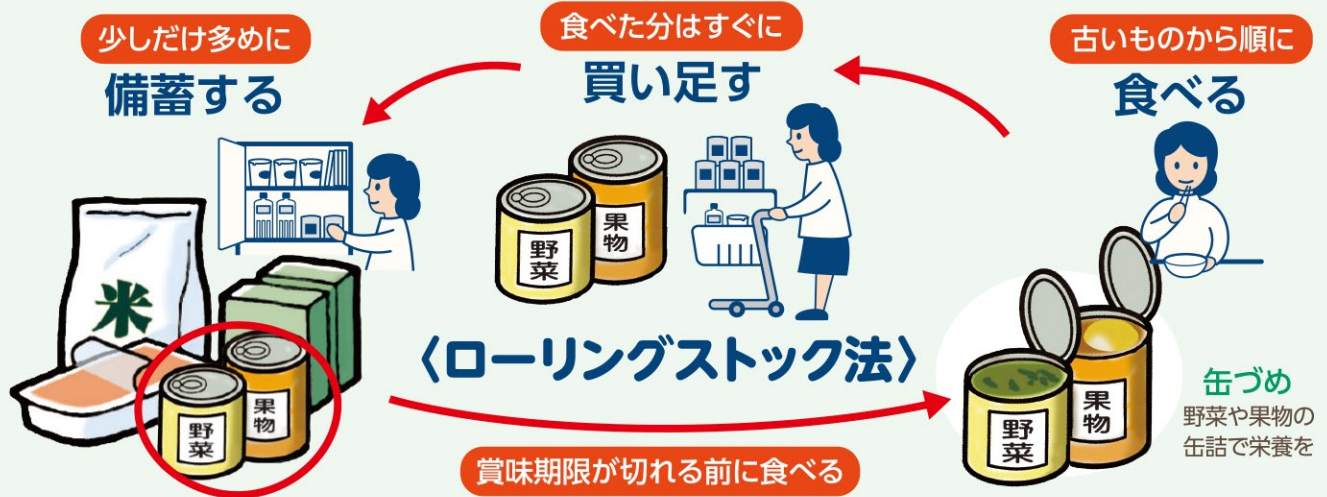 少しだけ多めに
備蓄する
食べた分はすぐに
買い足す
古いものから順に
食べる
米
野菜
果物
野菜
果物
〈ローリングストック法〉
野菜
果物
缶づめ
野菜や果物の
缶詰で栄養を
賞味期限が切れる前に食べる